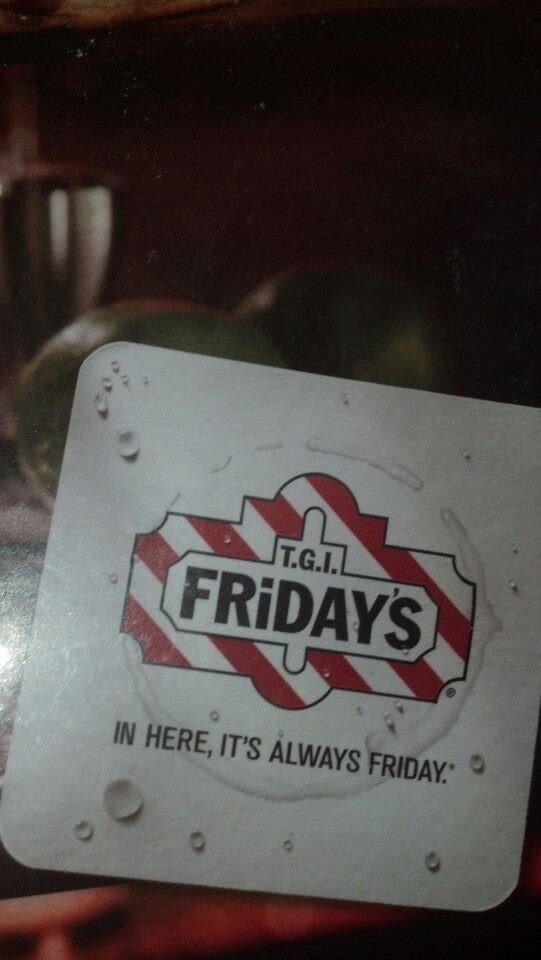 T.G.I.
FRiDAY'S
®
IN HERE, IT'S ALWAYS FRIDAY.®